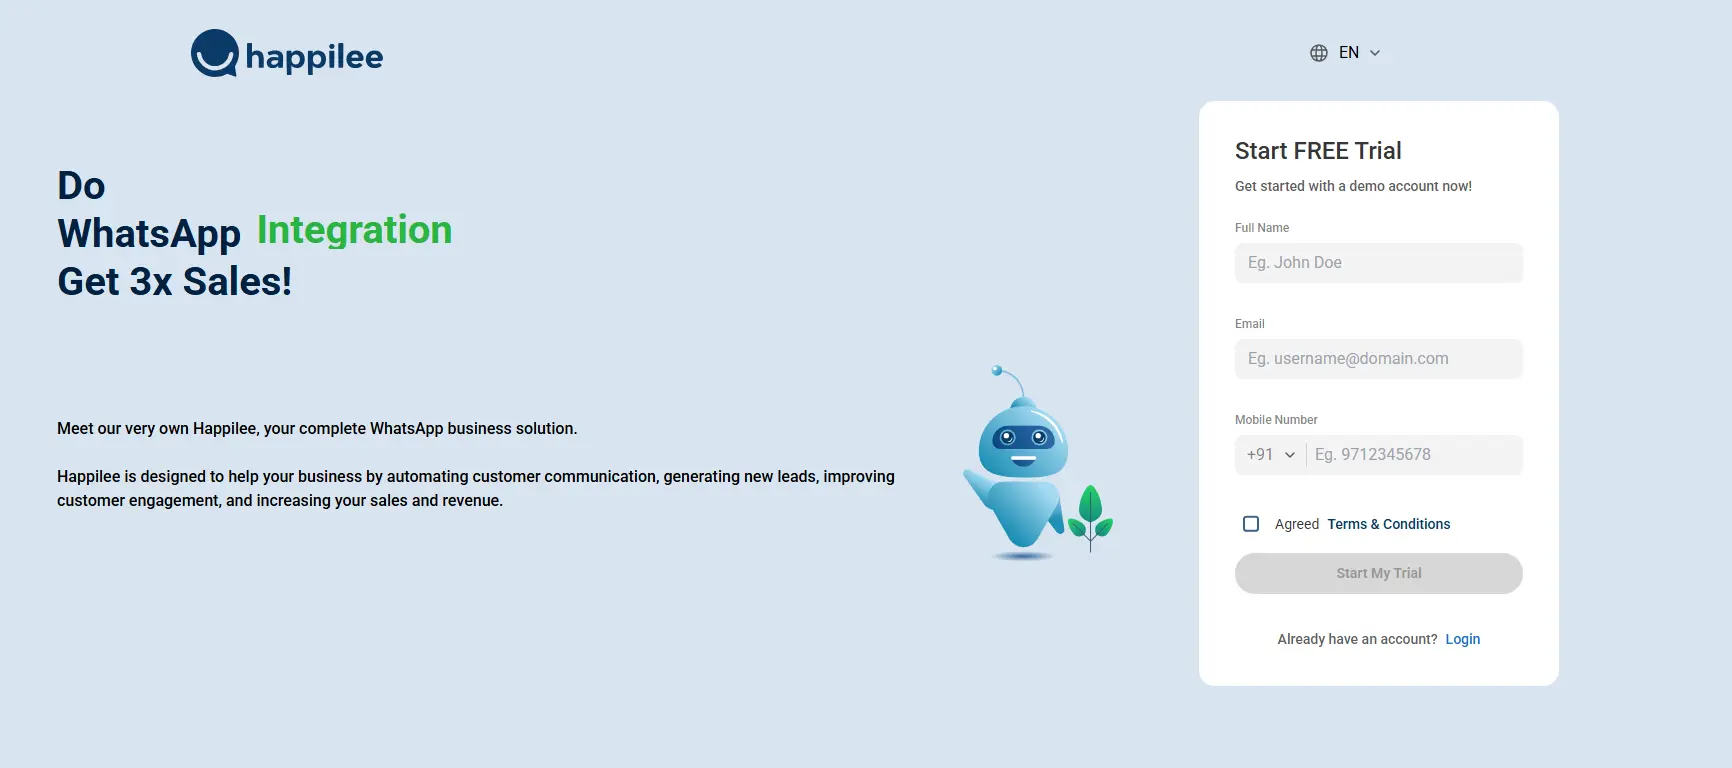 happilee
EN
Do
WhatsApp Integration
Get 3x Sales!
Meet our very own Happilee, your complete WhatsApp business solution.
Happilee is designed to help your business by automating customer communication, generating new leads, improving
customer engagement, and increasing your sales and revenue.
Start FREE Trial
Get started with a demo account now!
Full Name
Eg. John Doe
Email
Eg. username@domain.com
Mobile Number
+91 Eg. 9712345678
Agreed Terms & Conditions
Start My Trial
Already have an account? Login